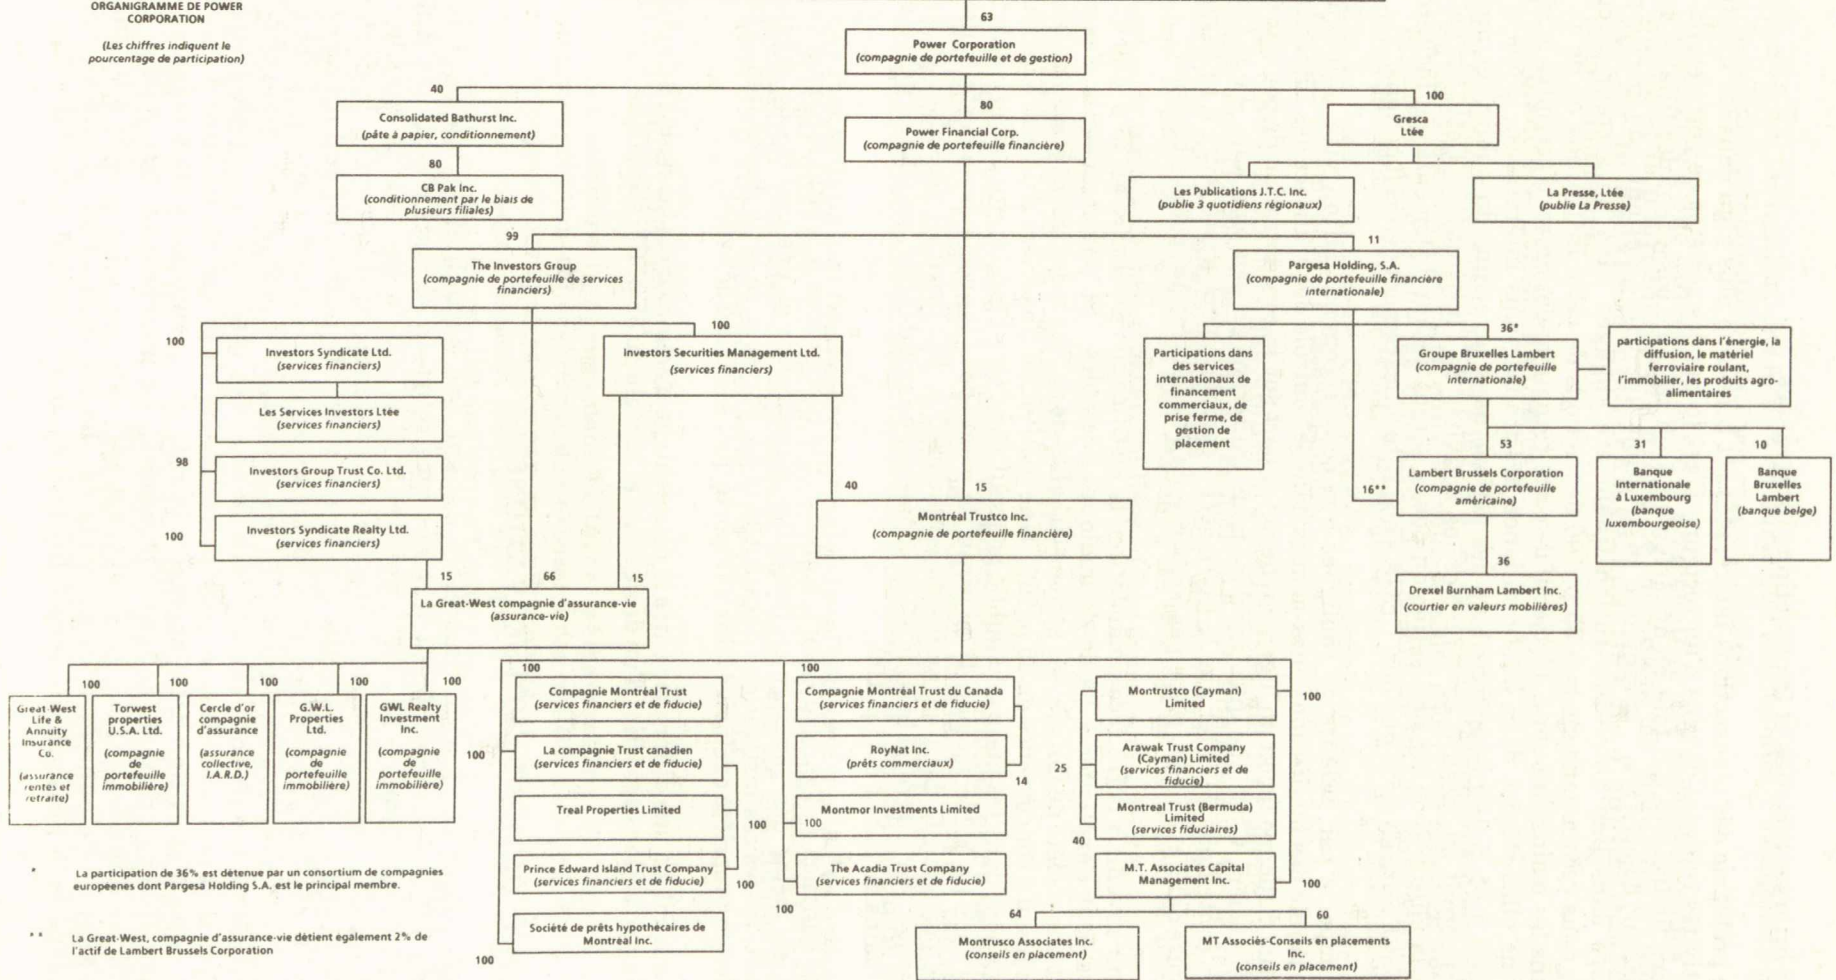 ORGANIGRAMME DE POWER
CORPORATION
(Les chiffres indiquent le
pourcentage de participation)
63
Power Corporation
(compagnie de portefeuille et de gestion)
40
80
100
Consolidated Bathurst Inc.
(pâte à papier, conditionnement)
Power Financial Corp.
(compagnie de portefeuille financière)
Gresca
Ltée
80
CB Pak Inc.
(conditionnement par le biais de
plusieurs filiales)
Les Publications J.T.C. Inc.
(publie 3 quotidiens régionaux)
La Presse, Ltée
(publie La Presse)
99
11
The Investors Group
(compagnie de portefeuille de services
financiers)
Pargesa Holding, S.A.
(compagnie de portefeuille financière
internationale)
100
100
36*
Investors Syndicate Ltd.
(services financiers)
Investors Securities Management Ltd.
(services financiers)
Participations dans
des services
internationaux de
financement
commerciaux, de
prise ferme, de
gestion de
placement
Groupe Bruxelles Lambert
(compagnie de portefeuille
internationale)
participations dans l'énergie, la
diffusion, le matériel
ferroviaire roulant,
l'immobilier, les produits agro-
alimentaires
Les Services Investors Ltée
(services financiers)
98
Investors Group Trust Co. Ltd.
(services financiers)
53
31
10
16**
Lambert Brussels Corporation
(compagnie de portefeuille
américaine)
Banque
Internationale
à Luxembourg
(banque
luxembourgeoise)
Banque
Bruxelles
Lambert
(banque belge)
40
15
Montréal Trustco Inc.
(compagnie de portefeuille financière)
100
Investors Syndicate Realty Ltd.
(services financiers)
36
Drexel Burnham Lambert Inc.
(courtier en valeurs mobilières)
15
66
15
La Great-West compagnie d'assurance-vie
(assurance-vie)
100
100
100
100
100
Great-West
Life &
Annuity
Insurance
Co.
(assurance
rentes et
retraite)
Torwest
properties
U.S.A. Ltd.
(compagnie
de
portefeuille
immobilière)
Cercle d'or
compagnie
d'assurance
(assurance
collective,
I.A.R.D.)
G.W.L.
Properties
Ltd.
(compagnie
de
portefeuille
immobilière)
GWL Realty
Investment
Inc.
(compagnie
de
portefeuille
immobilière)
100
Compagnie Montréal Trust
(services financiers et de fiducie)
100
La compagnie Trust canadien
(services financiers et de fiducie)
Treal Properties Limited
100
Prince Edward Island Trust Company
(services financiers et de fiducie)
100
Société de prêts hypothécaires de
Montréal Inc.
100
100
Compagnie Montréal Trust du Canada
(services financiers et de fiducie)
RoyNat Inc.
(prêts commerciaux)
14
Montmor Investments Limited
100
The Acadia Trust Company
(services financiers et de fiducie)
100
Montrustco (Cayman)
Limited
100
Arawak Trust Company
(Cayman) Limited
(services financiers et de
fiducie)
25
Montreal Trust (Bermuda)
Limited
(services fiduciaires)
40
M.T. Associates Capital
Management Inc.
100
64
60
Montrusco Associates Inc.
(conseils en placement)
MT Associés-Conseils en placements
Inc.
(conseils en placement)
* La participation de 36% est détenue par un consortium de compagnies
europeenes dont Pargesa Holding S.A. est le principal membre.
** La Great-West, compagnie d'assurance-vie détient également 2% de
l'actif de Lambert Brussels Corporation